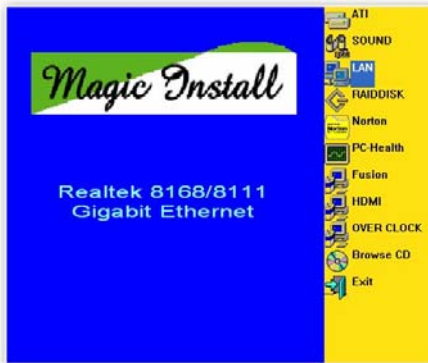 Magic Install
Realtek 8168/8111
Gigabit Ethernet
ATI
SOUND
LAN
RAIDDISK
Norton
PC-Health
Fusion
HDMI
OVER CLOCK
Browse CD
Exit